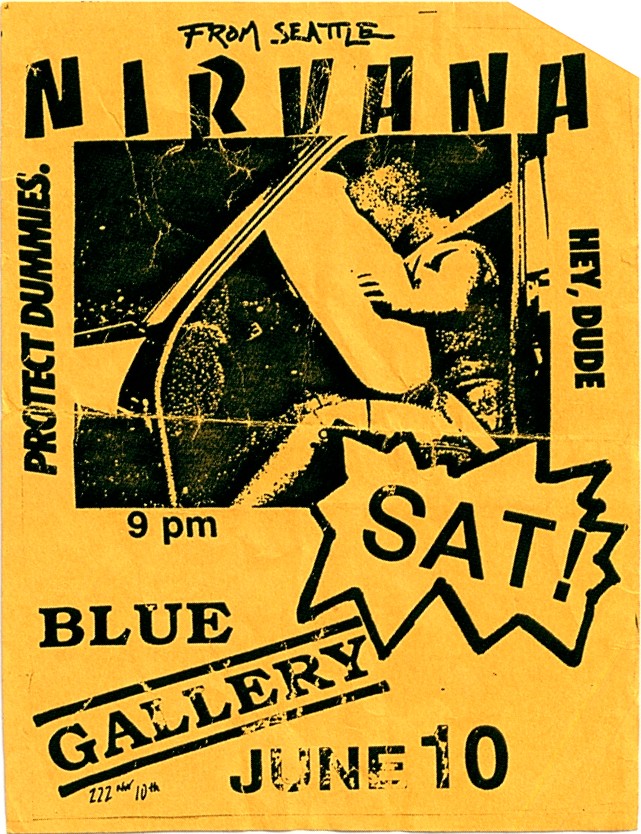 FROM SEATTLE
NIRVANA
PROTECT DUMMIES.
HEY, DUDE
9 pm
SAT!
BLUE
GALLERY
222 NW 10th
JUNE 10